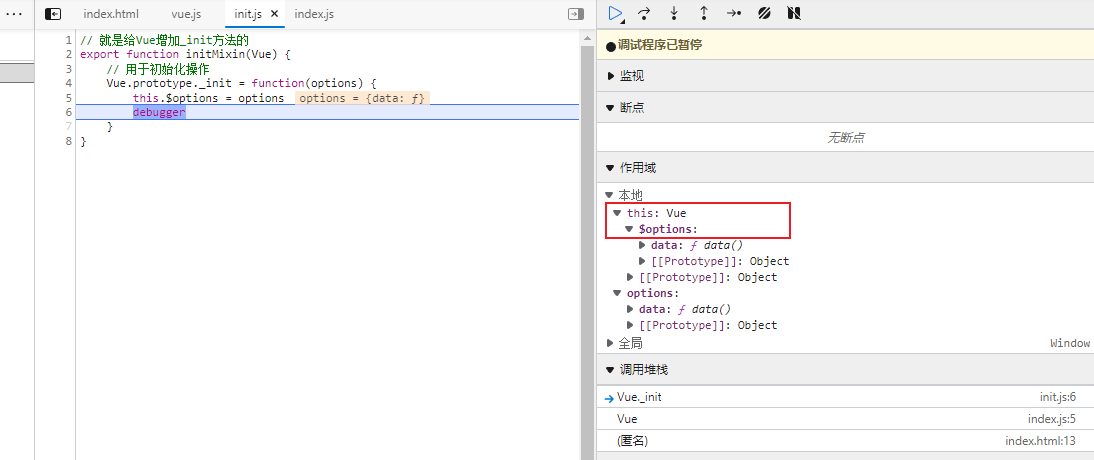 index.html vue.js init.js × index.js
1 // 就是给Vue增加_init方法的
2 export function initMixin(Vue) {
3 // 用于初始化操作
4 Vue.prototype._init = function(options) {
5 this.$options = options options = {data: ƒ}
6 debugger
7 }
8 }
调试程序已暂停
监视
断点
无断点
作用域
本地
this: Vue
$options:
data: ƒ data()
[[Prototype]]: Object
[[Prototype]]: Object
options:
data: ƒ data()
[[Prototype]]: Object
全局 Window
调用堆栈
Vue._init init.js:6
Vue index.js:5
(匿名) index.html:13